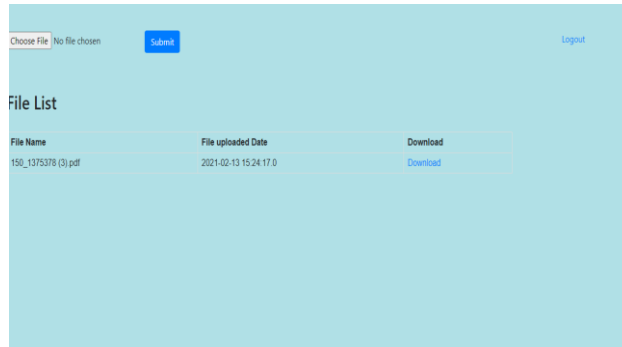 Choose File No file chosen Submit Logout
File List
File Name File uploaded Date Download
150_1375378 (3).pdf 2021-02-13 15:24:17.0 Download